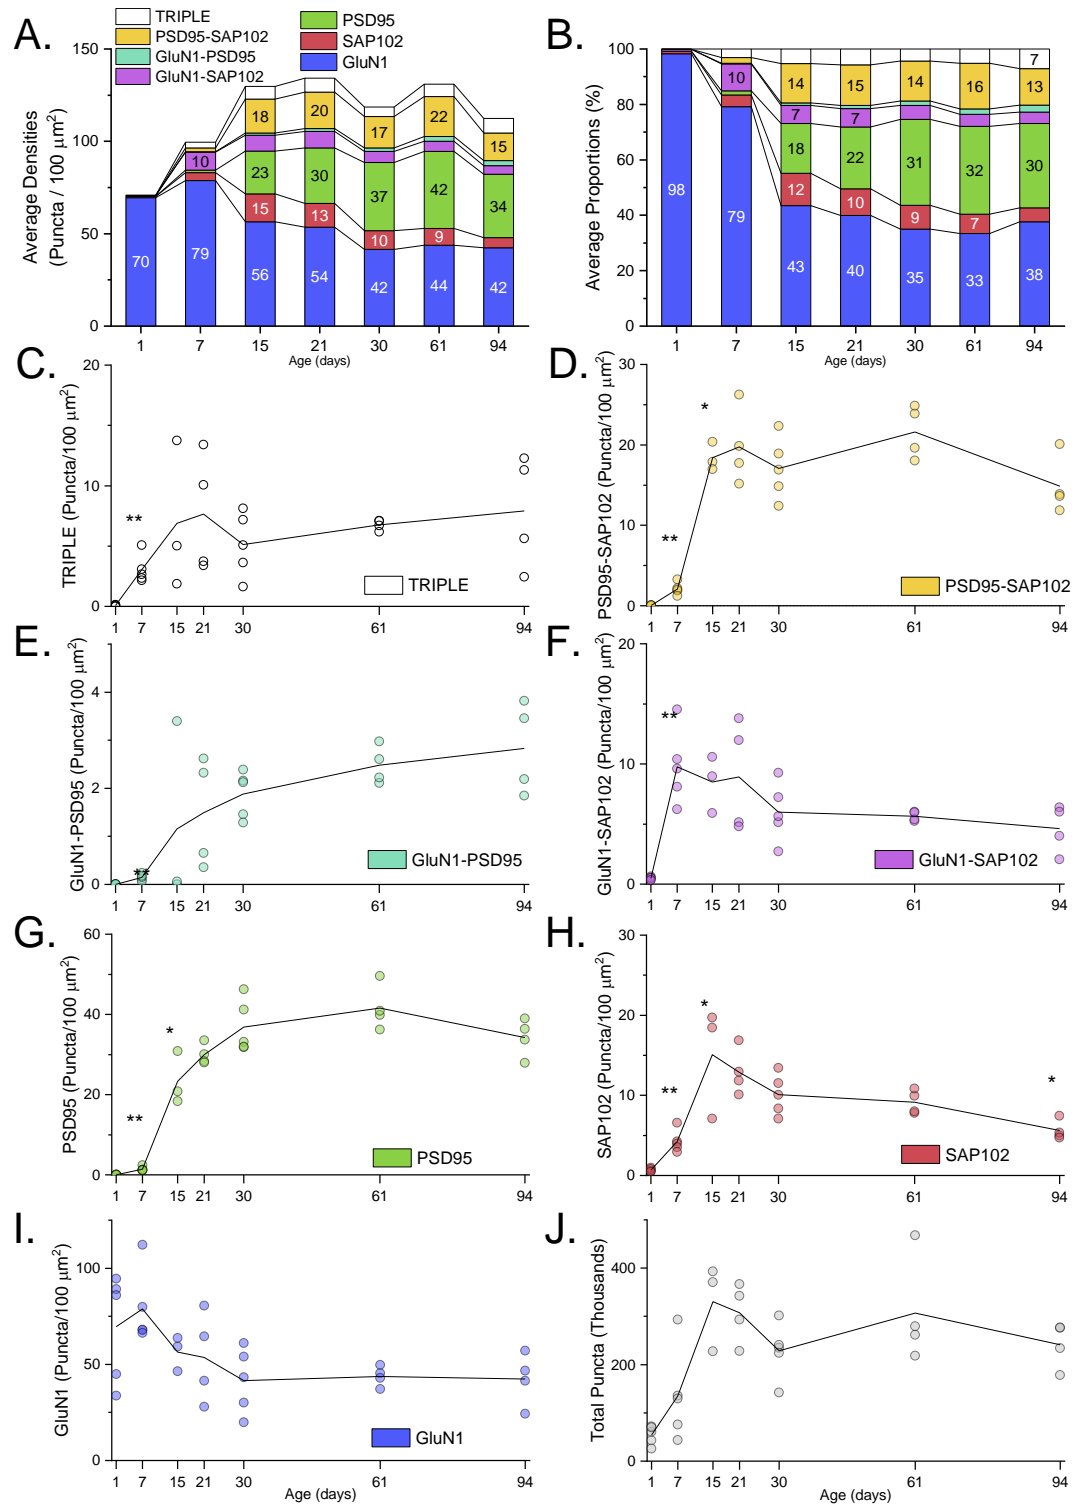 A.
TRIPLE
PSD95-SAP102
GluN1-PSD95
GluN1-SAP102
PSD95
SAP102
GluN1
Average Densities
(Puncta / 100 μm²)
150
100
50
0
70
10
79
18
23
15
56
20
30
13
54
17
37
10
42
22
42
9
44
15
34
42
1 7 15 21 30 61 94
Age (days)
B.
Average Proportions (%)
100
80
60
40
20
0
98
10
79
14
7
18
12
43
15
7
22
10
40
14
31
9
35
16
32
7
33
7
13
30
38
1 7 15 21 30 61 94
Age (days)
C.
TRIPLE (Puncta/100 μm²)
20
10
0
**
TRIPLE
1 7 15 21 30 61 94
D.
PSD95-SAP102 (Puncta/100 μm²)
30
20
10
0
*
**
PSD95-SAP102
1 7 15 21 30 61 94
E.
GluN1-PSD95 (Puncta/100 μm²)
4
2
0
**
GluN1-PSD95
1 7 15 21 30 61 94
F.
GluN1-SAP102 (Puncta/100 μm²)
20
10
0
**
GluN1-SAP102
1 7 15 21 30 61 94
G.
PSD95 (Puncta/100 μm²)
60
40
20
0
*
**
PSD95
1 7 15 21 30 61 94
H.
SAP102 (Puncta/100 μm²)
30
20
10
0
*
**
*
SAP102
1 7 15 21 30 61 94
I.
GluN1 (Puncta/100 μm²)
100
50
0
GluN1
1 7 15 21 30 61 94
Age (days)
J.
Total Puncta (Thousands)
400
200
0
1 7 15 21 30 61 94
Age (days)